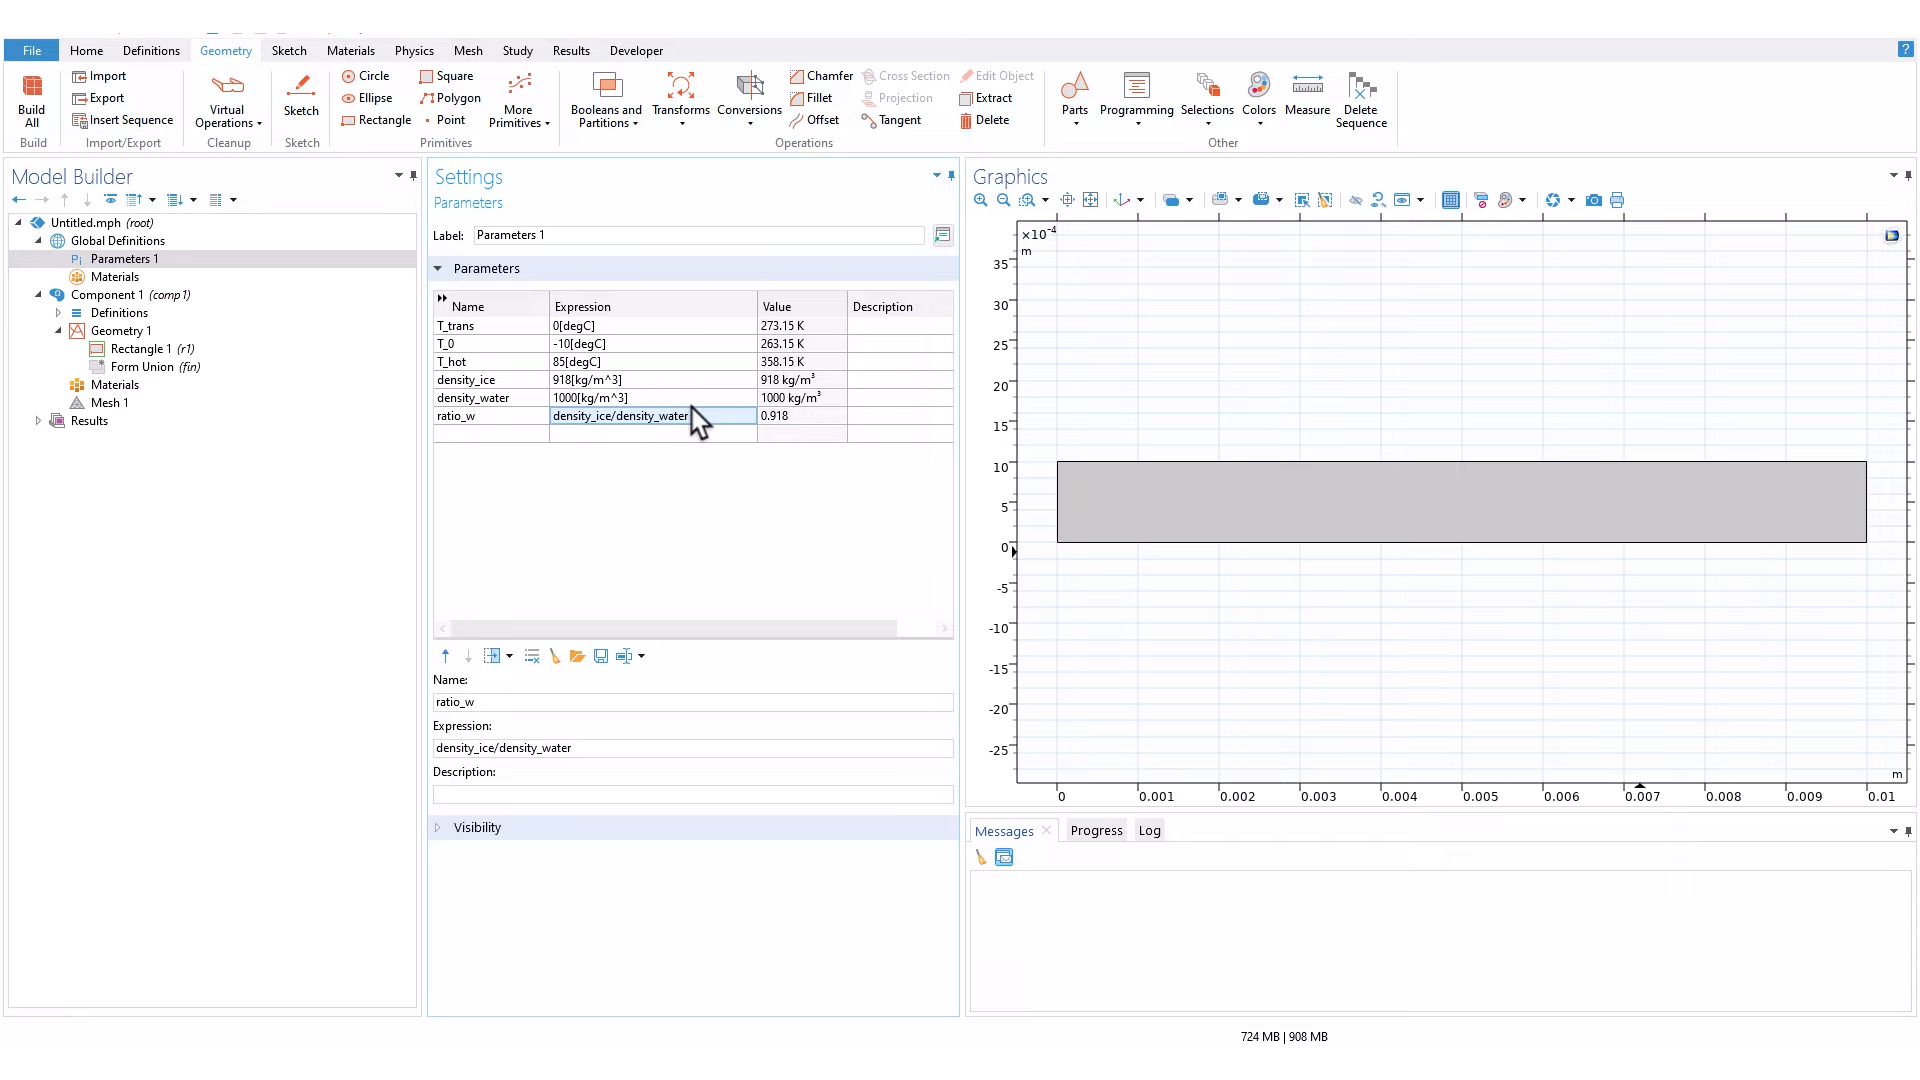 File Home Definitions Geometry Sketch Materials Physics Mesh Study Results Developer ?
Import Circle Square Chamfer Cross Section Edit Object
Export Ellipse Polygon Fillet Projection Extract
Build All Insert Sequence Virtual Operations Sketch Rectangle Point More Primitives Booleans and Partitions Transforms Conversions Offset Tangent Delete Parts Programming Selections Colors Measure Delete Sequence
Build Import/Export Cleanup Sketch Primitives Operations Other
Model Builder
Untitled.mph (root)
Global Definitions
Pi Parameters 1
Materials
Component 1 (comp1)
Definitions
Geometry 1
Rectangle 1 (r1)
Form Union (fin)
Materials
Mesh 1
Results
Settings
Parameters
Label: Parameters 1
Parameters
Name Expression Value Description
T_trans 0[degC] 273.15 K
T_0 -10[degC] 263.15 K
T_hot 85[degC] 358.15 K
density_ice 918[kg/m^3] 918 kg/m³
density_water 1000[kg/m^3] 1000 kg/m³
ratio_w density_ice/density_water 0.918
Name:
ratio_w
Expression:
density_ice/density_water
Description:
Visibility
Graphics
×10⁻⁴
m
35
30
25
20
15
10
5
0
-5
-10
-15
-20
-25
m
0 0.001 0.002 0.003 0.004 0.005 0.006 0.007 0.008 0.009 0.01
Messages Progress Log
724 MB | 908 MB